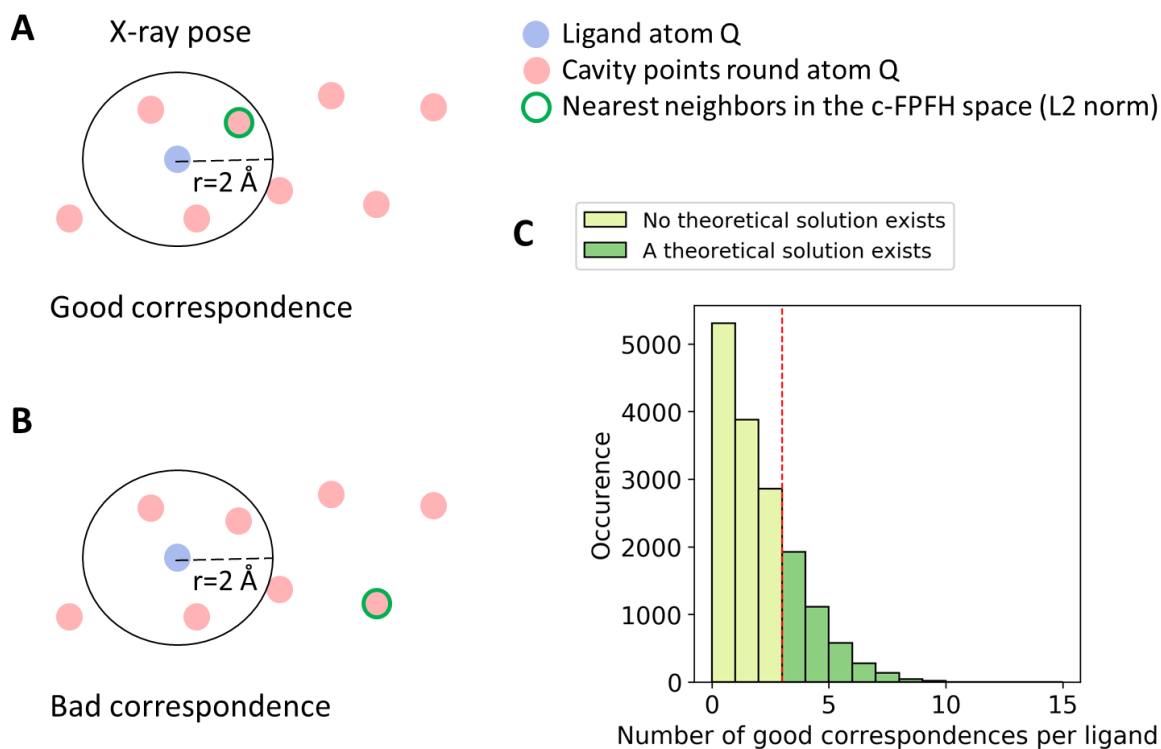 A
X-ray pose
r=2 Å
Good correspondence
Ligand atom Q
Cavity points round atom Q
Nearest neighbors in the c-FPFH space (L2 norm)
B
r=2 Å
Bad correspondence
C
No theoretical solution exists
A theoretical solution exists
Occurence
5000
4000
3000
2000
1000
0
0 5 10 15
Number of good correspondences per ligand